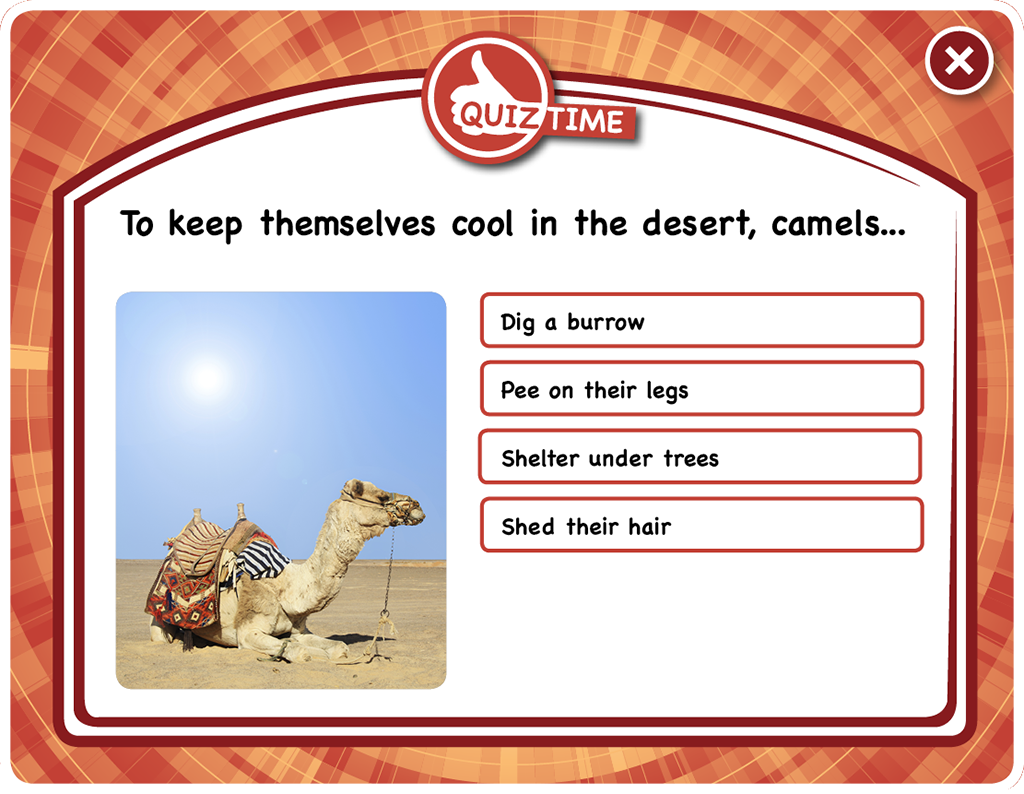 QUIZ TIME
To keep themselves cool in the desert, camels...
Dig a burrow
Pee on their legs
Shelter under trees
Shed their hair